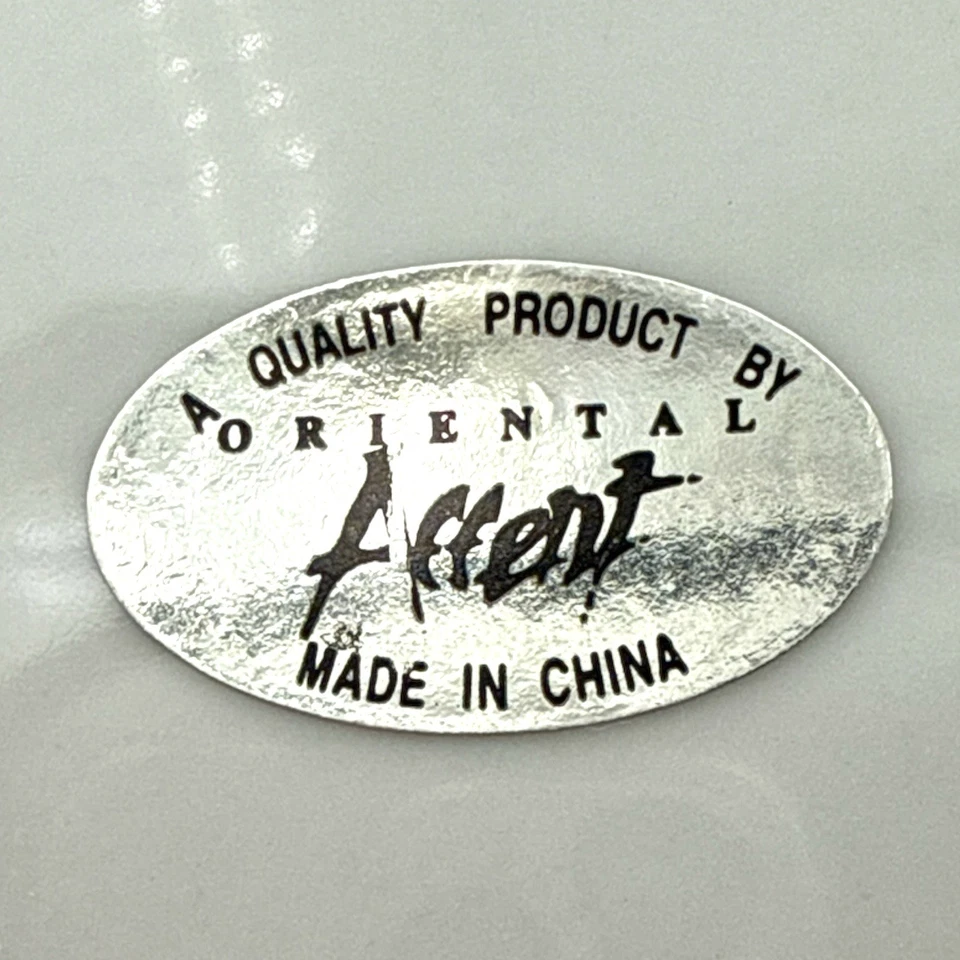 A QUALITY PRODUCT BY
ORIENTAL
Accent
MADE IN CHINA